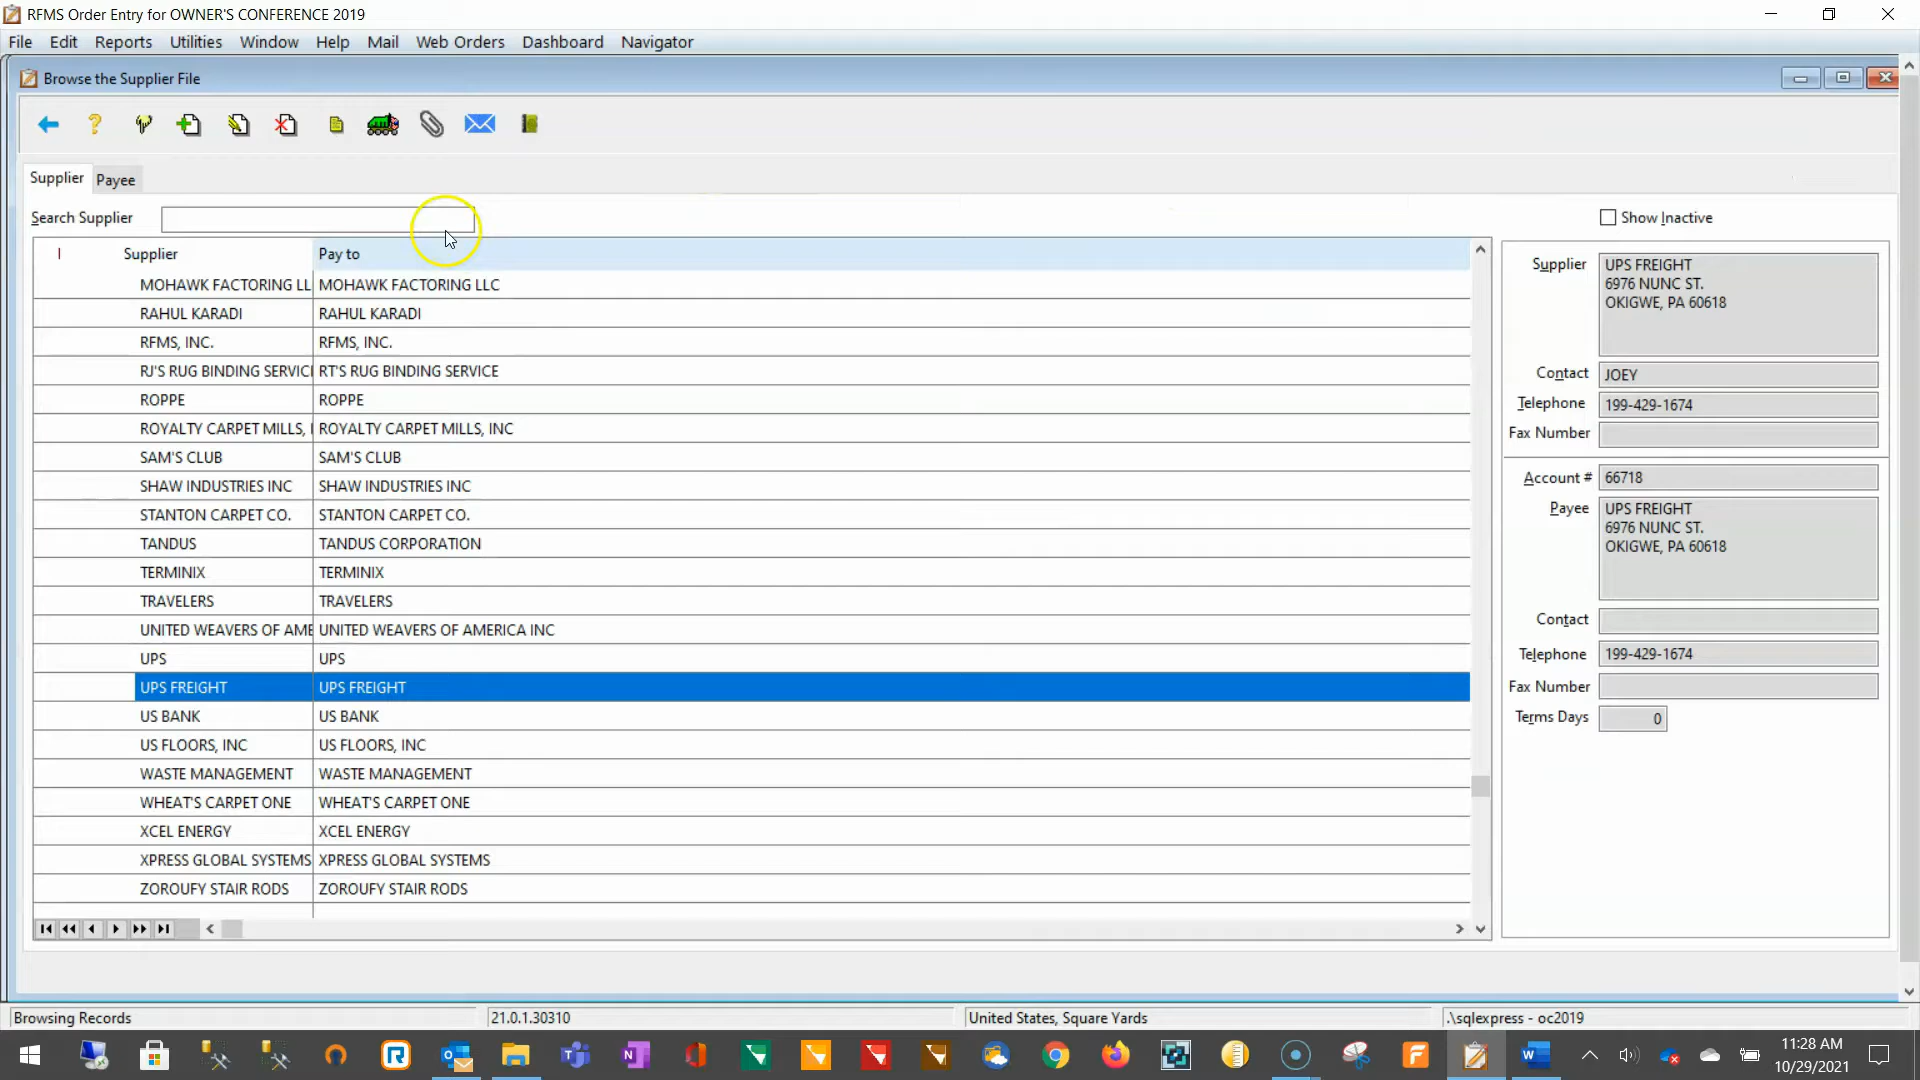 RFMS Order Entry for OWNER'S CONFERENCE 2019
File Edit Reports Utilities Window Help Mail Web Orders Dashboard Navigator
Browse the Supplier File
Supplier Payee
Search Supplier
Show Inactive
I Supplier Pay to
MOHAWK FACTORING LL MOHAWK FACTORING LLC
RAHUL KARADI RAHUL KARADI
RFMS, INC. RFMS, INC.
RJ'S RUG BINDING SERVICI RT'S RUG BINDING SERVICE
ROPPE ROPPE
ROYALTY CARPET MILLS, I ROYALTY CARPET MILLS, INC
SAM'S CLUB SAM'S CLUB
SHAW INDUSTRIES INC SHAW INDUSTRIES INC
STANTON CARPET CO. STANTON CARPET CO.
TANDUS TANDUS CORPORATION
TERMINIX TERMINIX
TRAVELERS TRAVELERS
UNITED WEAVERS OF AME UNITED WEAVERS OF AMERICA INC
UPS UPS
UPS FREIGHT UPS FREIGHT
US BANK US BANK
US FLOORS, INC US FLOORS, INC
WASTE MANAGEMENT WASTE MANAGEMENT
WHEAT'S CARPET ONE WHEAT'S CARPET ONE
XCEL ENERGY XCEL ENERGY
XPRESS GLOBAL SYSTEMS XPRESS GLOBAL SYSTEMS
ZOROUFY STAIR RODS ZOROUFY STAIR RODS
Supplier UPS FREIGHT
6976 NUNC ST.
OKIGWE, PA 60618
Contact JOEY
Telephone 199-429-1674
Fax Number
Account # 66718
Payee UPS FREIGHT
6976 NUNC ST.
OKIGWE, PA 60618
Contact
Telephone 199-429-1674
Fax Number
Terms Days 0
Browsing Records 21.0.1.30310 United States, Square Yards .\sqlexpress - oc2019
11:28 AM
10/29/2021